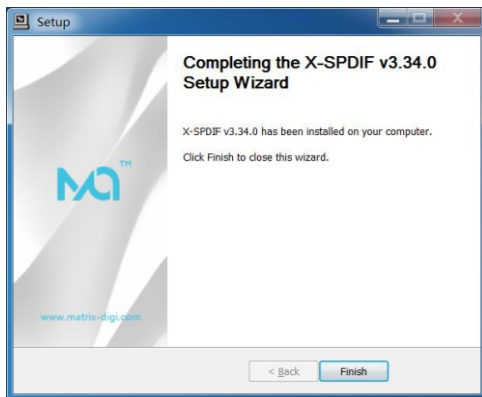 Setup
Completing the X-SPDIF v3.34.0
Setup Wizard
X-SPDIF v3.34.0 has been installed on your computer.
Click Finish to close this wizard.
TM
www.matrix-digi.com
< Back
Finish